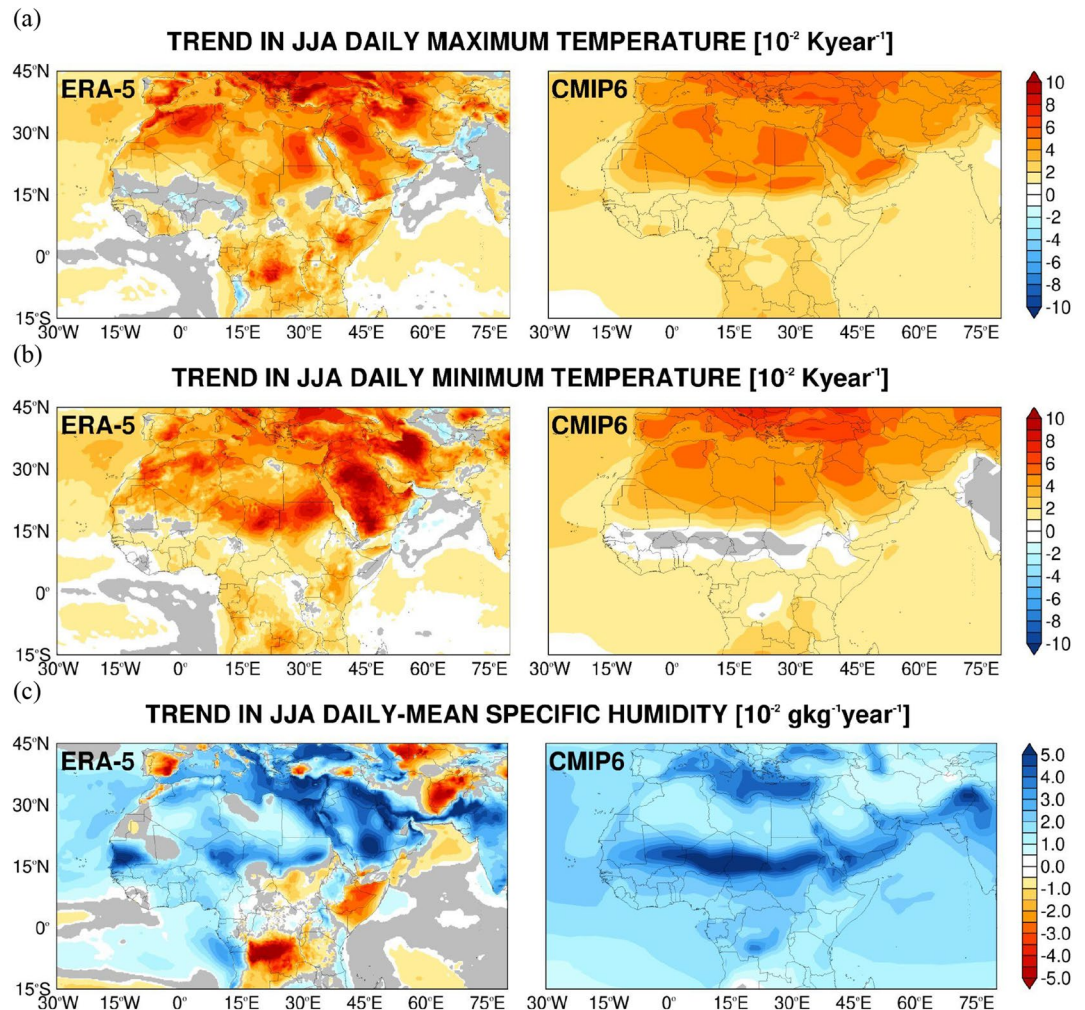 (a)
TREND IN JJA DAILY MAXIMUM TEMPERATURE [10⁻² Kyear⁻¹]
45°N
30°N
15°N
0°
15°S
ERA-5
30°W 15°W 0° 15°E 30°E 45°E 60°E 75°E
CMIP6
30°W 15°W 0° 15°E 30°E 45°E 60°E 75°E
10
8
6
4
2
0
-2
-4
-6
-8
-10
(b)
TREND IN JJA DAILY MINIMUM TEMPERATURE [10⁻² Kyear⁻¹]
45°N
30°N
15°N
0°
15°S
ERA-5
30°W 15°W 0° 15°E 30°E 45°E 60°E 75°E
CMIP6
30°W 15°W 0° 15°E 30°E 45°E 60°E 75°E
10
8
6
4
2
0
-2
-4
-6
-8
-10
(c)
TREND IN JJA DAILY-MEAN SPECIFIC HUMIDITY [10⁻² gkg⁻¹year⁻¹]
45°N
30°N
15°N
0°
15°S
ERA-5
30°W 15°W 0° 15°E 30°E 45°E 60°E 75°E
CMIP6
30°W 15°W 0° 15°E 30°E 45°E 60°E 75°E
5.0
4.0
3.0
2.0
1.0
0.0
-1.0
-2.0
-3.0
-4.0
-5.0